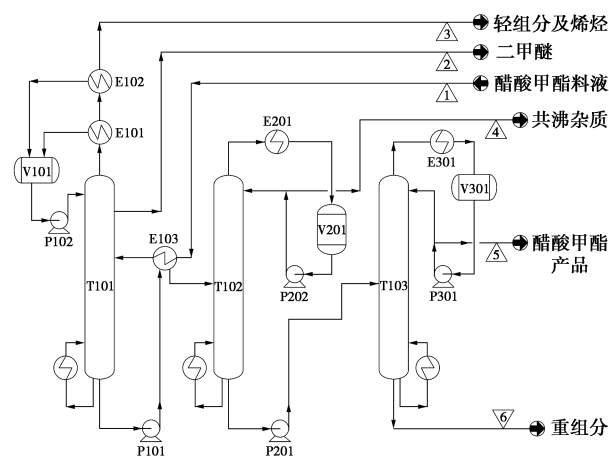 3
轻组分及烯烃
2
二甲醚
E102
1
醋酸甲酯料液
E101
E201
4
共沸杂质
E301
V101
V301
P102
V201
E103
5
醋酸甲酯
产品
T101
T102
T103
P202
P301
6
重组分
P101
P201